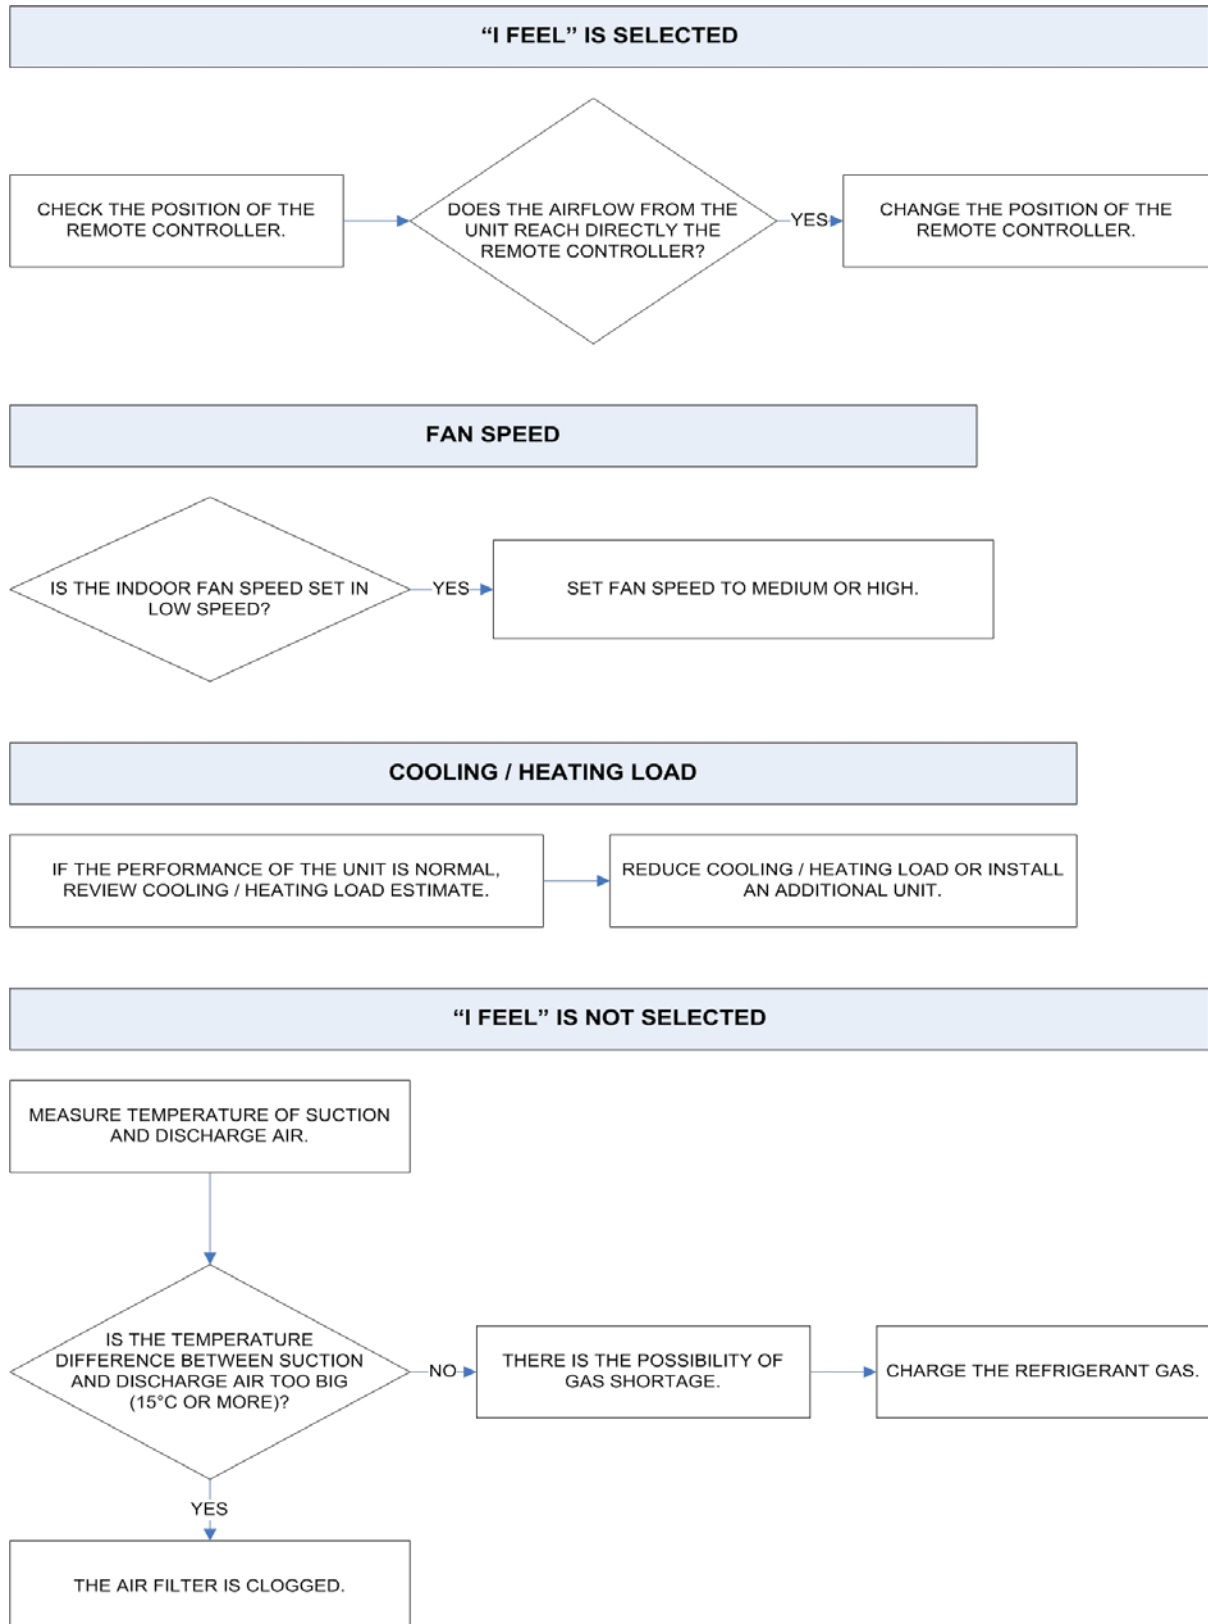 “I FEEL” IS SELECTED
CHECK THE POSITION OF THE
REMOTE CONTROLLER.
DOES THE AIRFLOW FROM THE
UNIT REACH DIRECTLY THE
REMOTE CONTROLLER?
YES
CHANGE THE POSITION OF THE
REMOTE CONTROLLER.
FAN SPEED
IS THE INDOOR FAN SPEED SET IN
LOW SPEED?
YES
SET FAN SPEED TO MEDIUM OR HIGH.
COOLING / HEATING LOAD
IF THE PERFORMANCE OF THE UNIT IS NORMAL,
REVIEW COOLING / HEATING LOAD ESTIMATE.
REDUCE COOLING / HEATING LOAD OR INSTALL
AN ADDITIONAL UNIT.
“I FEEL” IS NOT SELECTED
MEASURE TEMPERATURE OF SUCTION
AND DISCHARGE AIR.
IS THE TEMPERATURE
DIFFERENCE BETWEEN SUCTION
AND DISCHARGE AIR TOO BIG
(15°C OR MORE)?
NO
THERE IS THE POSSIBILITY OF
GAS SHORTAGE.
CHARGE THE REFRIGERANT GAS.
YES
THE AIR FILTER IS CLOGGED.